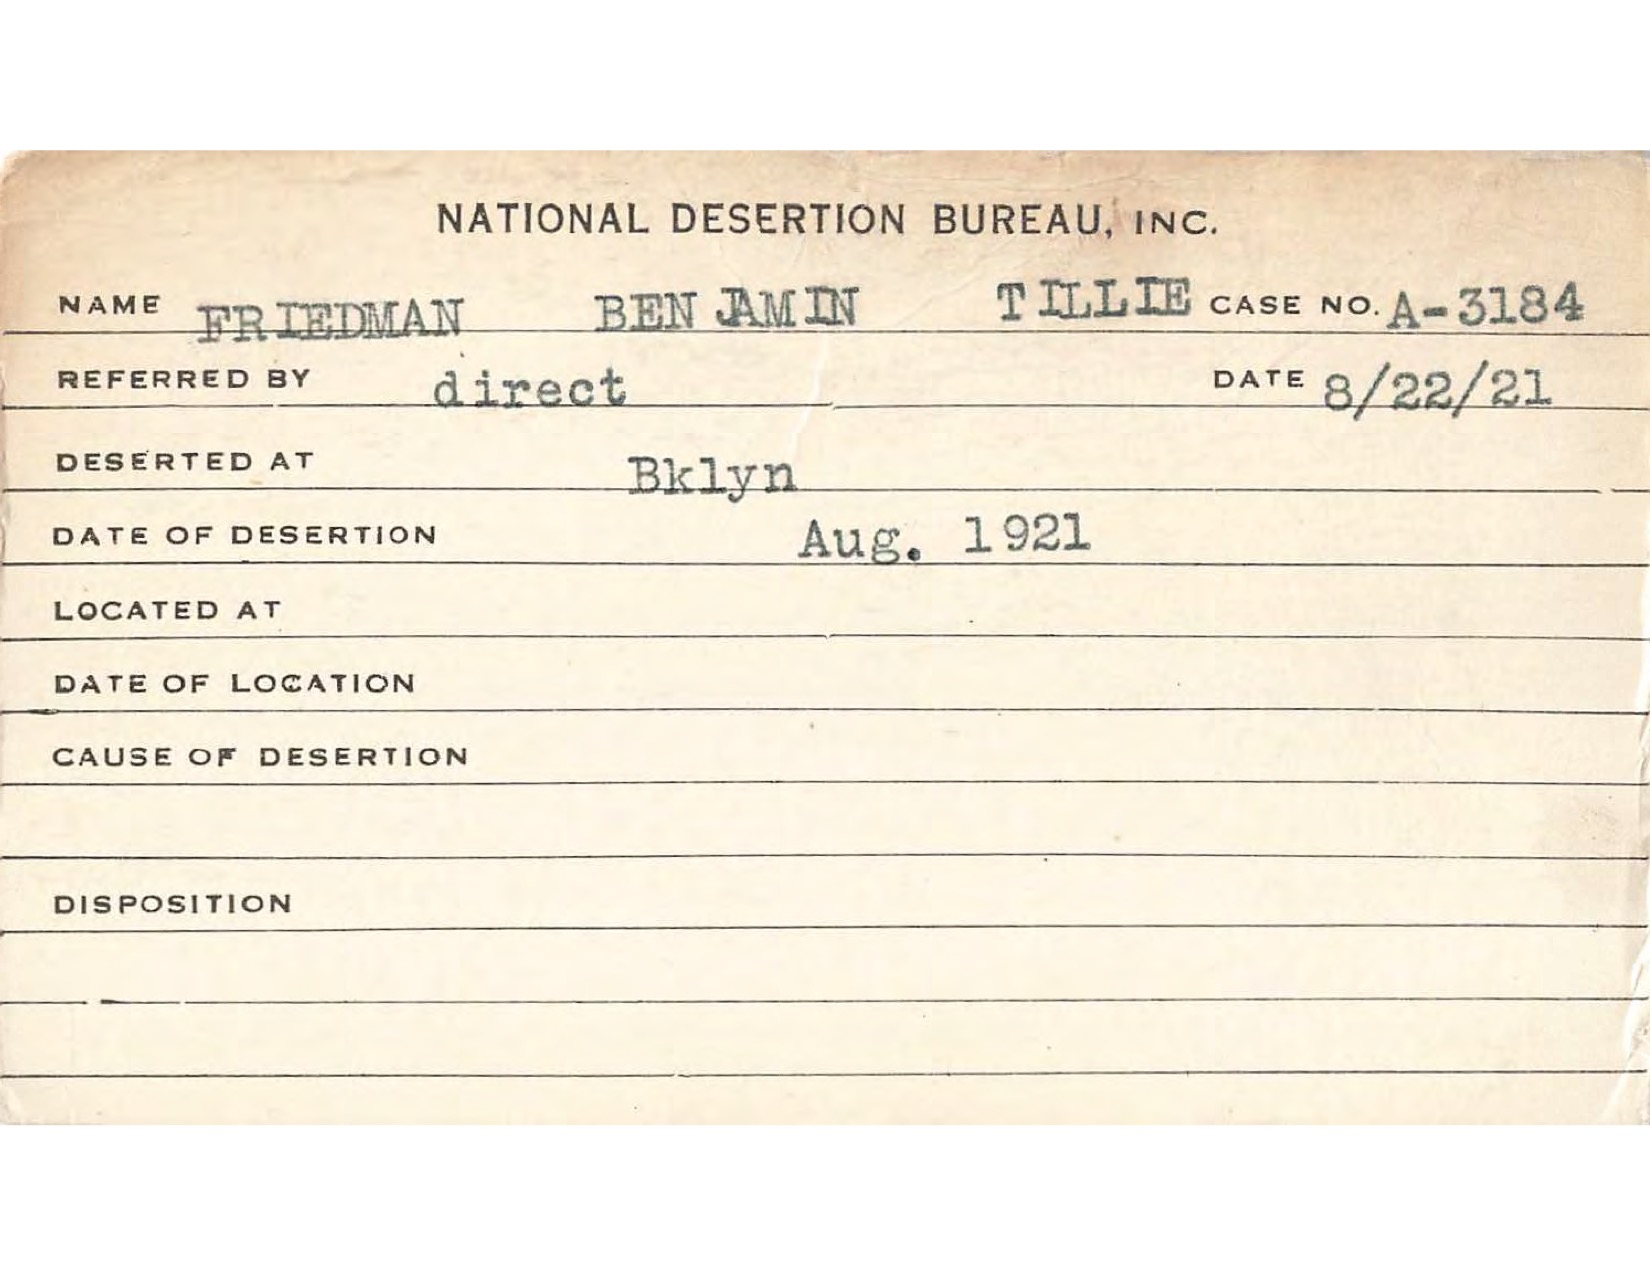 NATIONAL DESERTION BUREAU, INC.
NAME FRIEDMAN BENJAMIN TILLIE CASE NO. A-3184
REFERRED BY direct DATE 8/22/21
DESERTED AT Bklyn
DATE OF DESERTION Aug. 1921
LOCATED AT
DATE OF LOCATION
CAUSE OF DESERTION
DISPOSITION